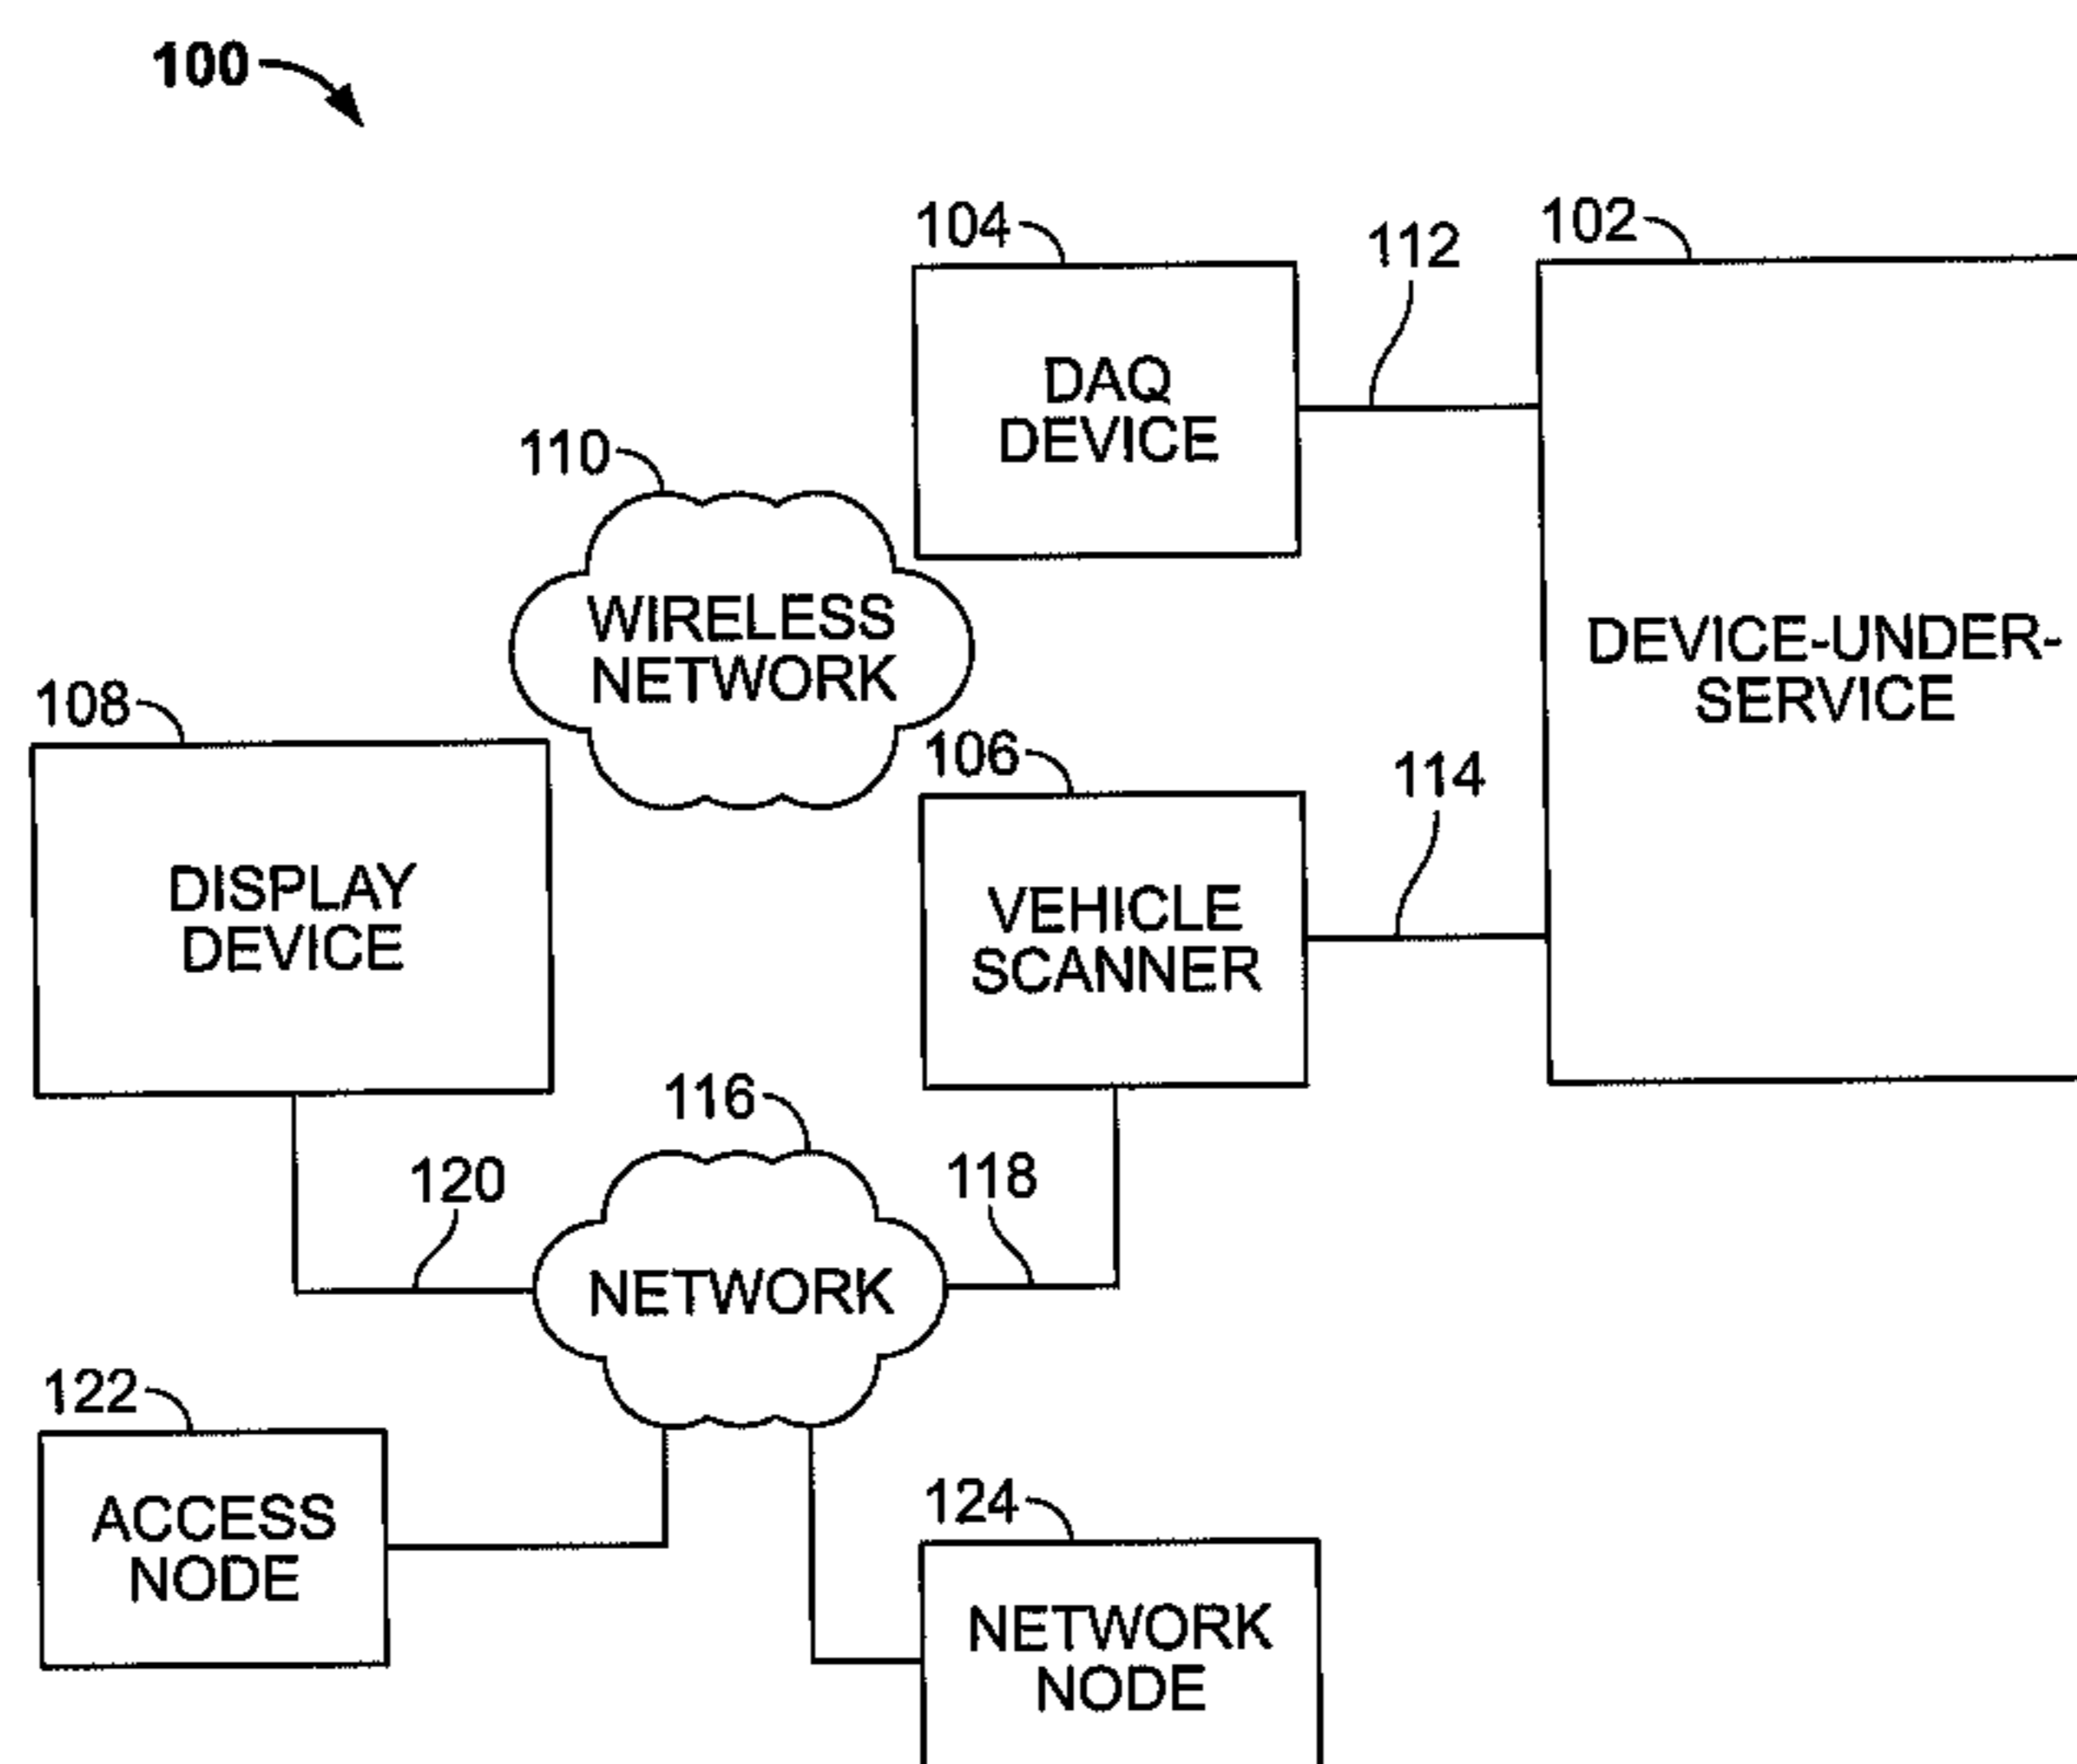 100
104
112
102
DAQ
DEVICE
110
WIRELESS
NETWORK
DEVICE-UNDER-
SERVICE
108
106
114
DISPLAY
DEVICE
VEHICLE
SCANNER
116
120
118
NETWORK
122
ACCESS
NODE
124
NETWORK
NODE